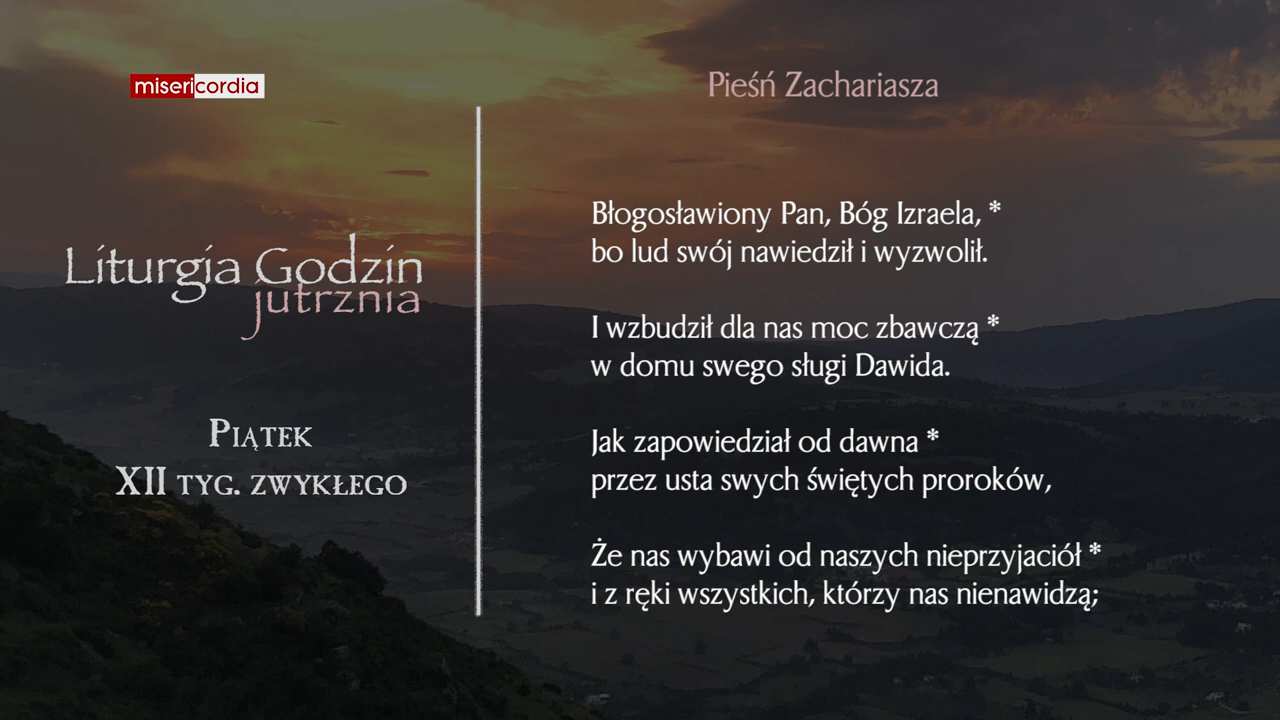 misericordia
Liturgia Godzin
jutrznia
Piątek
XII tyg. zwykłego
Pieśń Zachariasza
Błogosławiony Pan, Bóg Izraela, *
bo lud swój nawiedził i wyzwolił.
I wzbudził dla nas moc zbawczą *
w domu swego sługi Dawida.
Jak zapowiedział od dawna *
przez usta swych świętych proroków,
Że nas wybawi od naszych nieprzyjaciół *
i z ręki wszystkich, którzy nas nienawidzą;